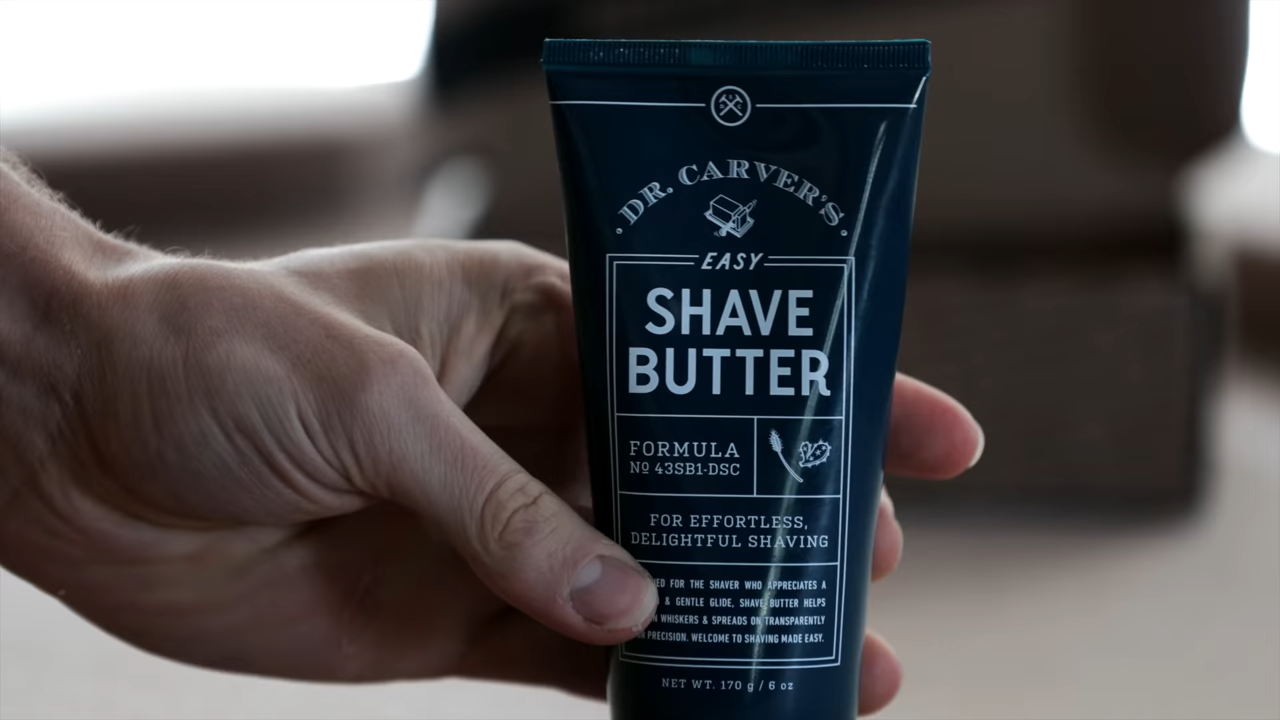 DR. CARVER'S
EASY
SHAVE
BUTTER
FORMULA
Nº 43SB1-DSC
FOR EFFORTLESS,
DELIGHTFUL SHAVING
FOR THE SHAVER WHO APPRECIATES A
& GENTLE GLIDE, SHAVE BUTTER HELPS
WHISKERS & SPREADS ON TRANSPARENTLY
PRECISION. WELCOME TO SHAVING MADE EASY.
NET WT. 170 g / 6 oz